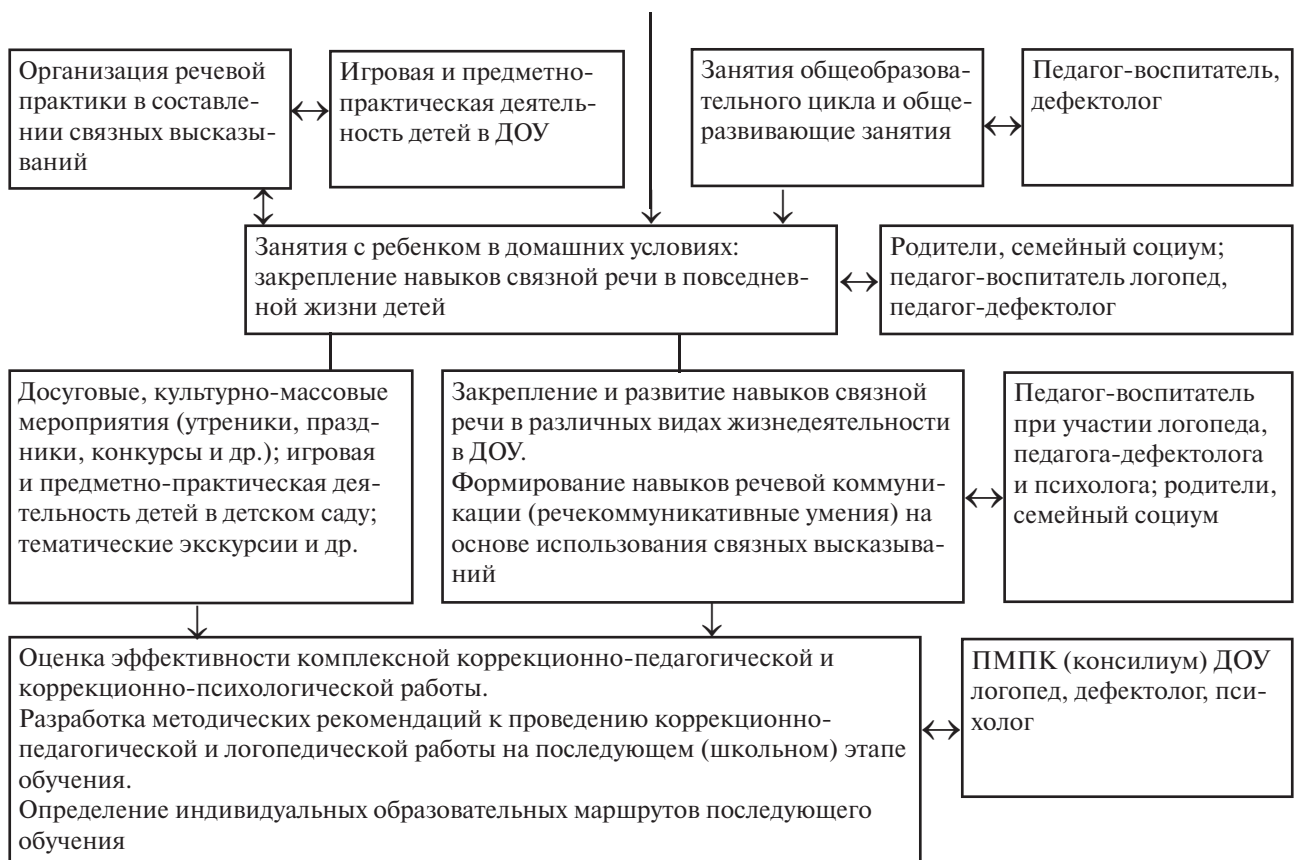 Организация речевой
практики в составле-
нии связных высказы-
ваний
Игровая и предметно-
практическая деятель-
ность детей в ДОУ
Занятия общеобразова-
тельного цикла и обще-
развивающие занятия
Педагог-воспитатель,
дефектолог
Занятия с ребенком в домашних условиях:
закрепление навыков связной речи в повседнев-
ной жизни детей
Родители, семейный социум;
педагог-воспитатель логопед,
педагог-дефектолог
Досуговые, культурно-массовые
мероприятия (утреники, празд-
ники, конкурсы и др.); игровая
и предметно-практическая дея-
тельность детей в детском саду;
тематические экскурсии и др.
Закрепление и развитие навыков связной
речи в различных видах жизнедеятельности
в ДОУ.
Формирование навыков речевой коммуни-
кации (речекоммуникативные умения) на
основе использования связных высказыва-
ний
Педагог-воспитатель
при участии логопеда,
педагога-дефектолога
и психолога; родители,
семейный социум
Оценка эффективности комплексной коррекционно-педагогической и
коррекционно-психологической работы.
Разработка методических рекомендаций к проведению коррекционно-
педагогической и логопедической работы на последующем (школьном) этапе
обучения.
Определение индивидуальных образовательных маршрутов последующего
обучения
ПМПК (консилиум) ДОУ
логопед, дефектолог, пси-
холог